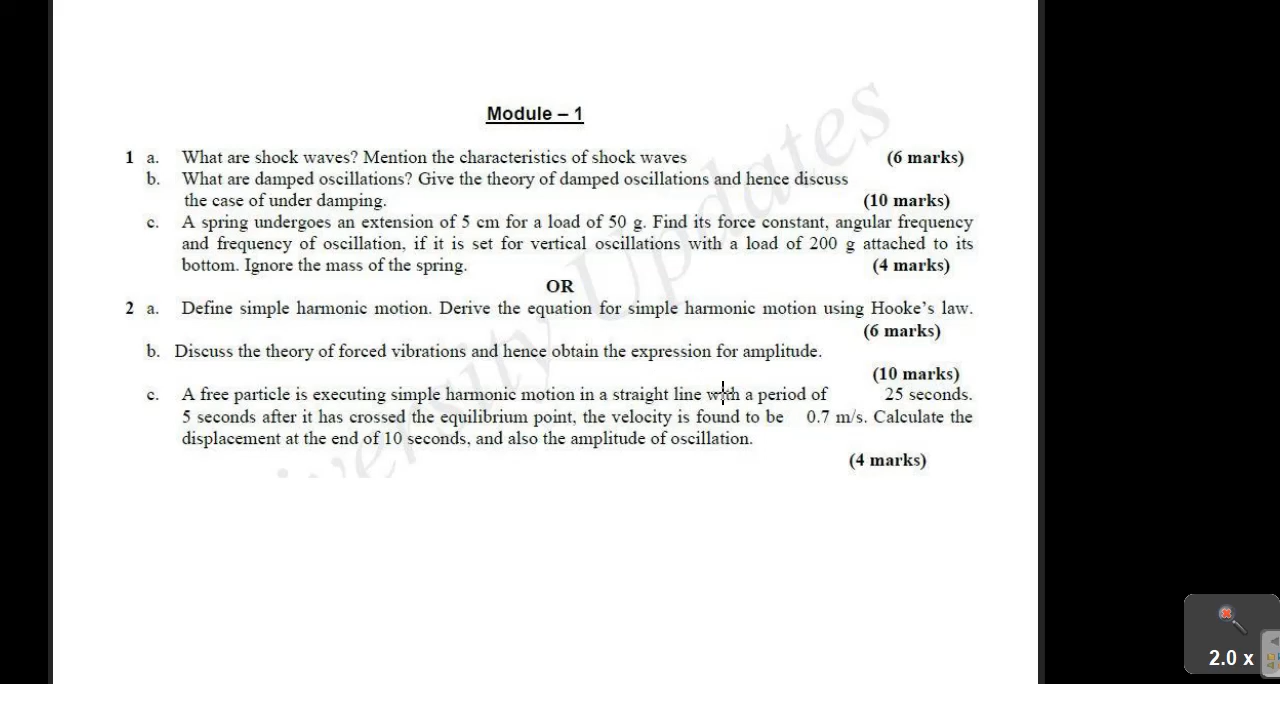 Module – 1
1 a. What are shock waves? Mention the characteristics of shock waves (6 marks)
b. What are damped oscillations? Give the theory of damped oscillations and hence discuss
the case of under damping. (10 marks)
c. A spring undergoes an extension of 5 cm for a load of 50 g. Find its force constant, angular frequency
and frequency of oscillation, if it is set for vertical oscillations with a load of 200 g attached to its
bottom. Ignore the mass of the spring. (4 marks)
OR
2 a. Define simple harmonic motion. Derive the equation for simple harmonic motion using Hooke's law.
(6 marks)
b. Discuss the theory of forced vibrations and hence obtain the expression for amplitude.
(10 marks)
c. A free particle is executing simple harmonic motion in a straight line with a period of 25 seconds.
5 seconds after it has crossed the equilibrium point, the velocity is found to be 0.7 m/s. Calculate the
displacement at the end of 10 seconds, and also the amplitude of oscillation.
(4 marks)
iversity Updates
2.0 x